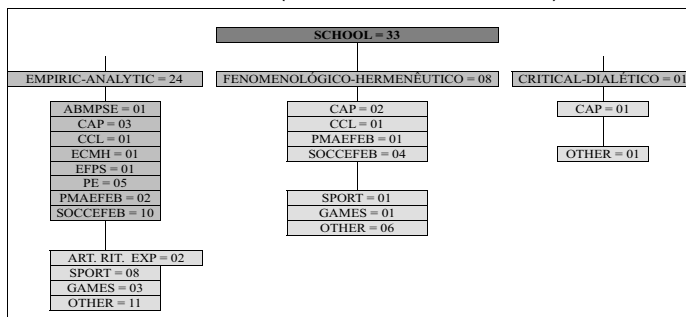 SCHOOL = 33
EMPIRIC-ANALYTIC = 24
ABMPSE = 01
CAP = 03
CCL = 01
ECMH = 01
EFPS = 01
PE = 05
PMAEFEB = 02
SOCCEFEB = 10
ART. RIT. EXP = 02
SPORT = 08
GAMES = 03
OTHER = 11
FENOMENOLÓGICO-HERMENÊUTICO = 08
CAP = 02
CCL = 01
PMAEFEB = 01
SOCCEFEB = 04
SPORT = 01
GAMES = 01
OTHER = 06
CRITICAL-DIALÉTICO = 01
CAP = 01
OTHER = 01